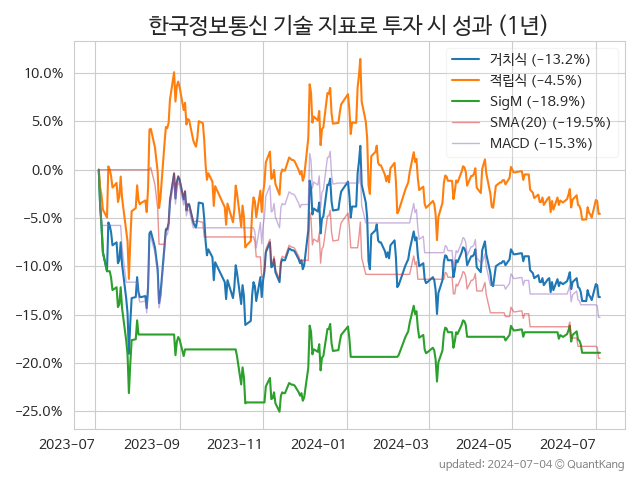 한국정보통신 기술 지표로 투자 시 성과 (1년)
거치식 (−13.2%)
적립식 (−4.5%)
SigM (−18.9%)
SMA(20) (−19.5%)
MACD (−15.3%)
10.0%
5.0%
0.0%
−5.0%
−10.0%
−15.0%
−20.0%
−25.0%
2023-07 2023-09 2023-11 2024-01 2024-03 2024-05 2024-07
updated: 2024-07-04 © QuantKang